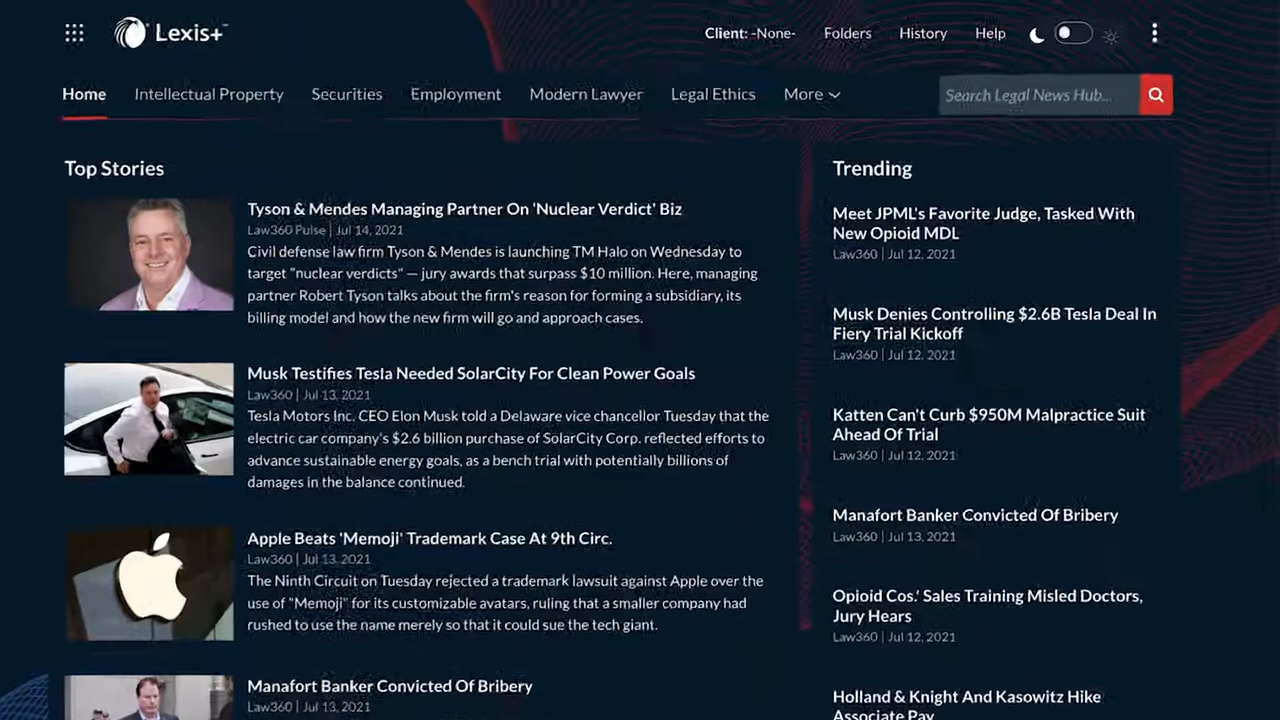 Lexis+™
Client: -None-
Folders
History
Help
Home
Intellectual Property
Securities
Employment
Modern Lawyer
Legal Ethics
More
Search Legal News Hub...
Top Stories
Tyson & Mendes Managing Partner On 'Nuclear Verdict' Biz
Law360 Pulse | Jul 14, 2021
Civil defense law firm Tyson & Mendes is launching TM Halo on Wednesday to
target "nuclear verdicts" — jury awards that surpass $10 million. Here, managing
partner Robert Tyson talks about the firm's reason for forming a subsidiary, its
billing model and how the new firm will go and approach cases.
Musk Testifies Tesla Needed SolarCity For Clean Power Goals
Law360 | Jul 13, 2021
Tesla Motors Inc. CEO Elon Musk told a Delaware vice chancellor Tuesday that the
electric car company's $2.6 billion purchase of SolarCity Corp. reflected efforts to
advance sustainable energy goals, as a bench trial with potentially billions of
damages in the balance continued.
Apple Beats 'Memoji' Trademark Case At 9th Circ.
Law360 | Jul 13, 2021
The Ninth Circuit on Tuesday rejected a trademark lawsuit against Apple over the
use of "Memoji" for its customizable avatars, ruling that a smaller company had
rushed to use the name merely so that it could sue the tech giant.
Manafort Banker Convicted Of Bribery
Law360 | Jul 13, 2021
Trending
Meet JPML's Favorite Judge, Tasked With
New Opioid MDL
Law360 | Jul 12, 2021
Musk Denies Controlling $2.6B Tesla Deal In
Fiery Trial Kickoff
Law360 | Jul 12, 2021
Katten Can't Curb $950M Malpractice Suit
Ahead Of Trial
Law360 | Jul 12, 2021
Manafort Banker Convicted Of Bribery
Law360 | Jul 13, 2021
Opioid Cos.' Sales Training Misled Doctors,
Jury Hears
Law360 | Jul 12, 2021
Holland & Knight And Kasowitz Hike
Associate Pay